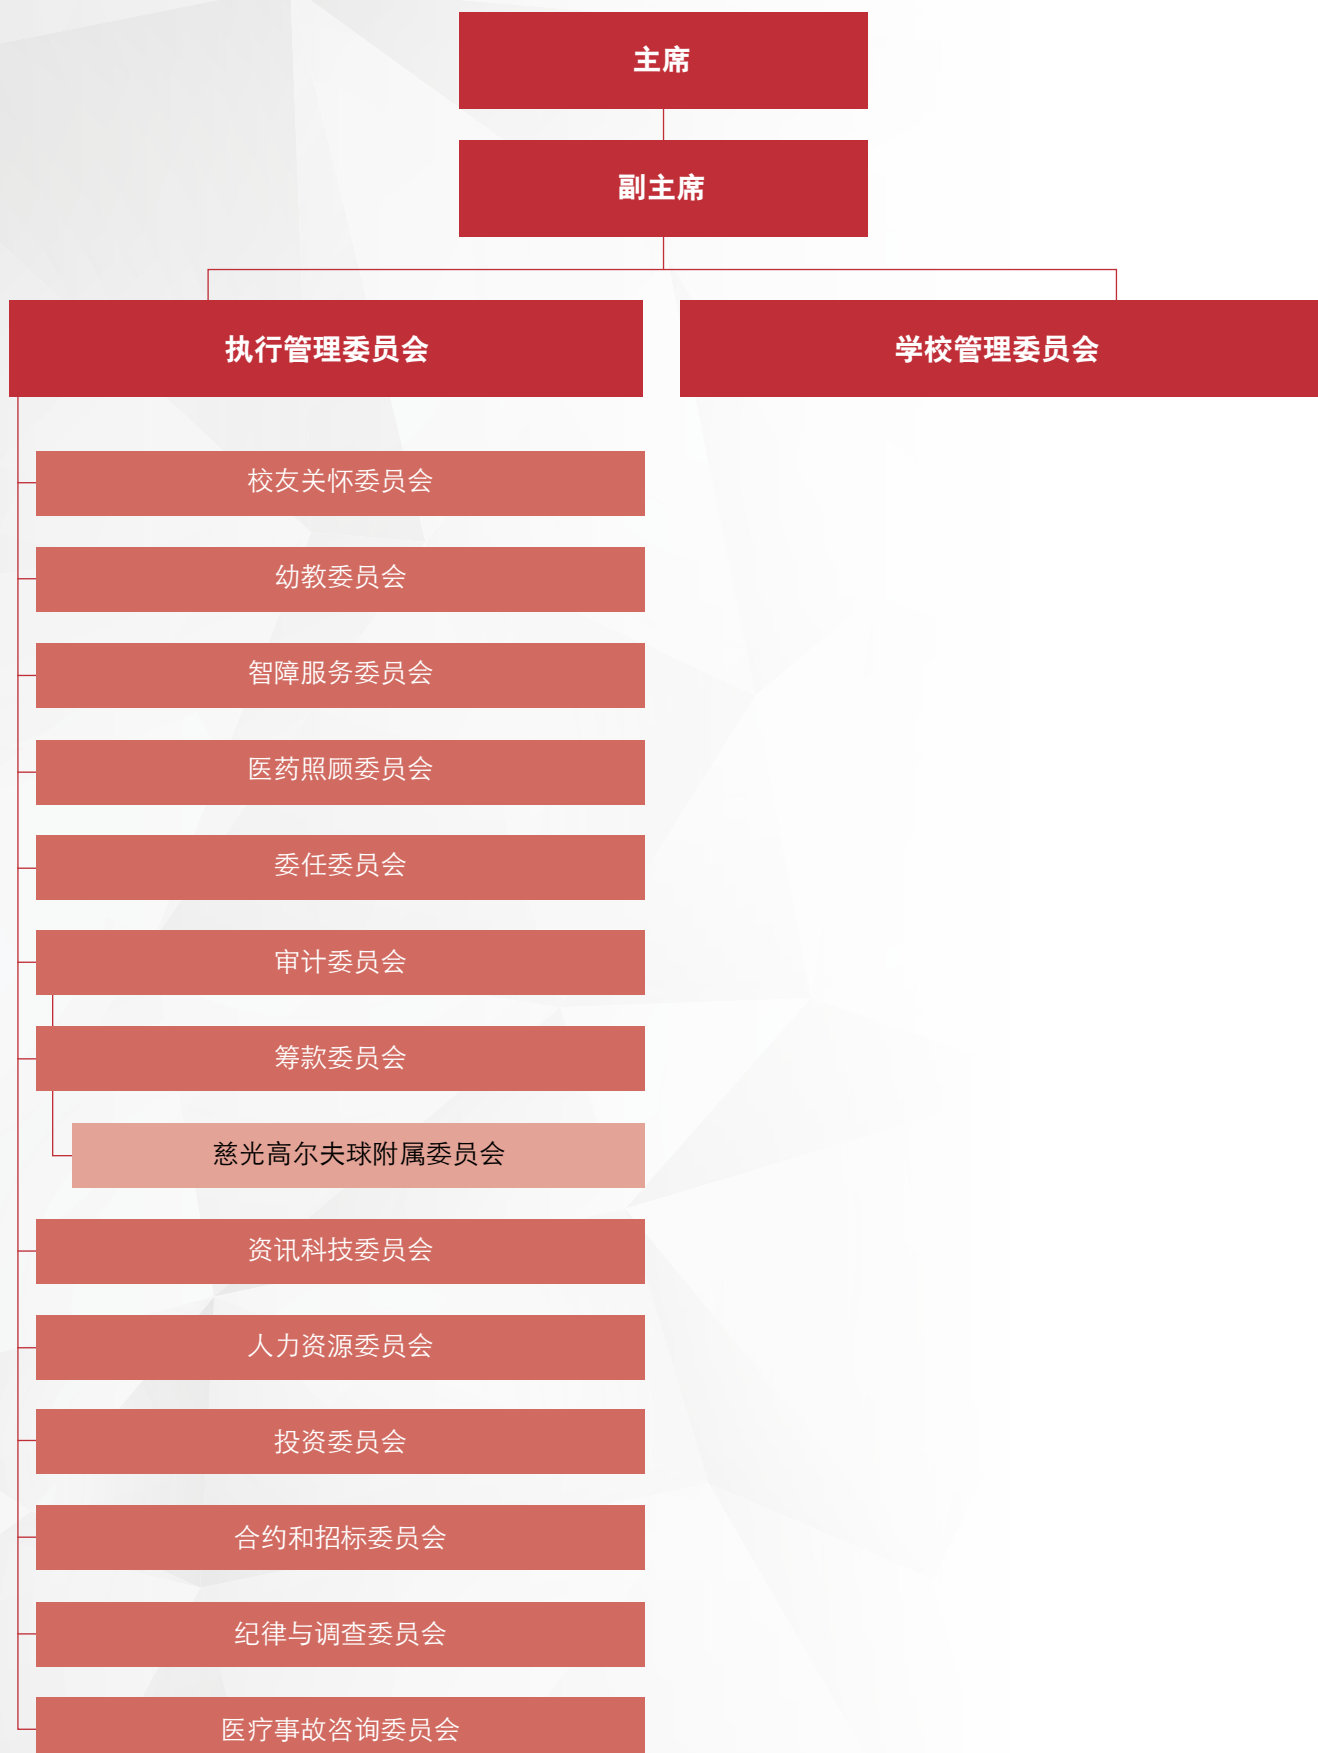 主席
副主席
执行管理委员会
学校管理委员会
校友关怀委员会
幼教委员会
智障服务委员会
医药照顾委员会
委任委员会
审计委员会
筹款委员会
慈光高尔夫球附属委员会
资讯科技委员会
人力资源委员会
投资委员会
合约和招标委员会
纪律与调查委员会
医疗事故咨询委员会